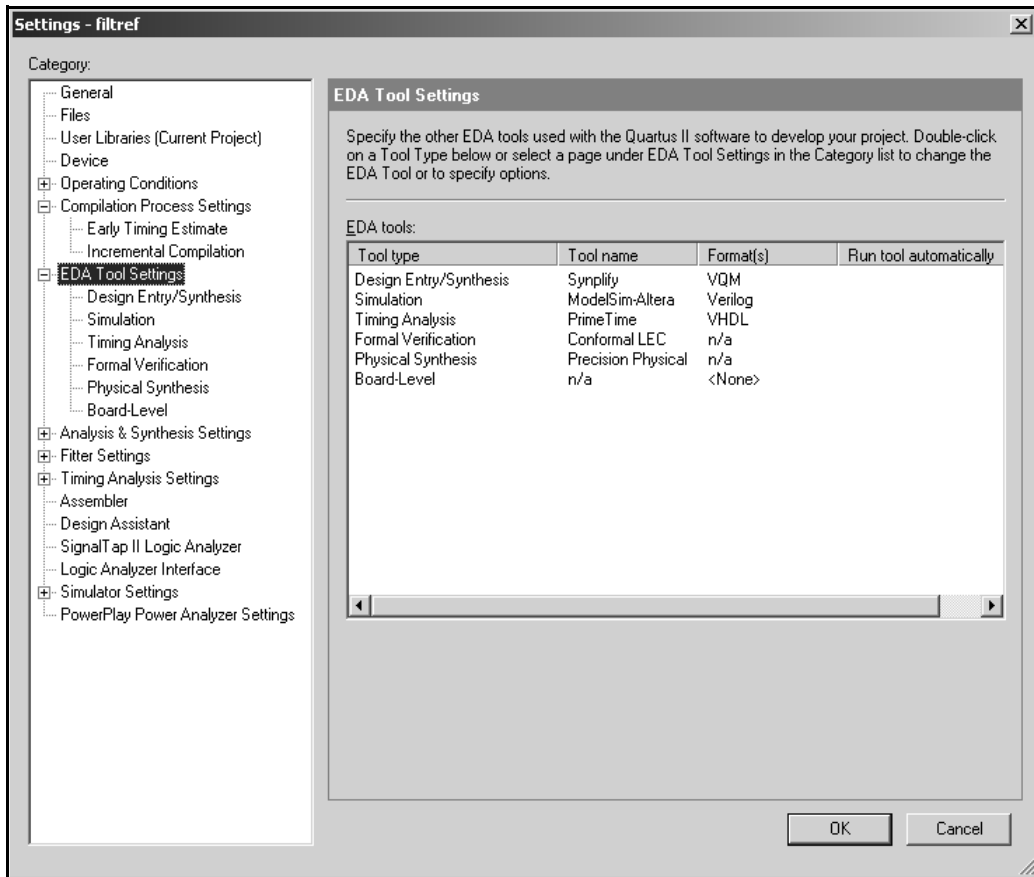 Settings - filtref
Category:
General
Files
User Libraries (Current Project)
Device
Operating Conditions
Compilation Process Settings
Early Timing Estimate
Incremental Compilation
EDA Tool Settings
Design Entry/Synthesis
Simulation
Timing Analysis
Formal Verification
Physical Synthesis
Board-Level
Analysis & Synthesis Settings
Fitter Settings
Timing Analysis Settings
Assembler
Design Assistant
SignalTap II Logic Analyzer
Logic Analyzer Interface
Simulator Settings
PowerPlay Power Analyzer Settings
EDA Tool Settings
Specify the other EDA tools used with the Quartus II software to develop your project. Double-click
on a Tool Type below or select a page under EDA Tool Settings in the Category list to change the
EDA Tool or to specify options.
EDA tools:
Tool type Tool name Format(s) Run tool automatically
Design Entry/Synthesis Synplify VQM
Simulation ModelSim-Altera Verilog
Timing Analysis PrimeTime VHDL
Formal Verification Conformal LEC n/a
Physical Synthesis Precision Physical n/a
Board-Level n/a <None>
OK Cancel